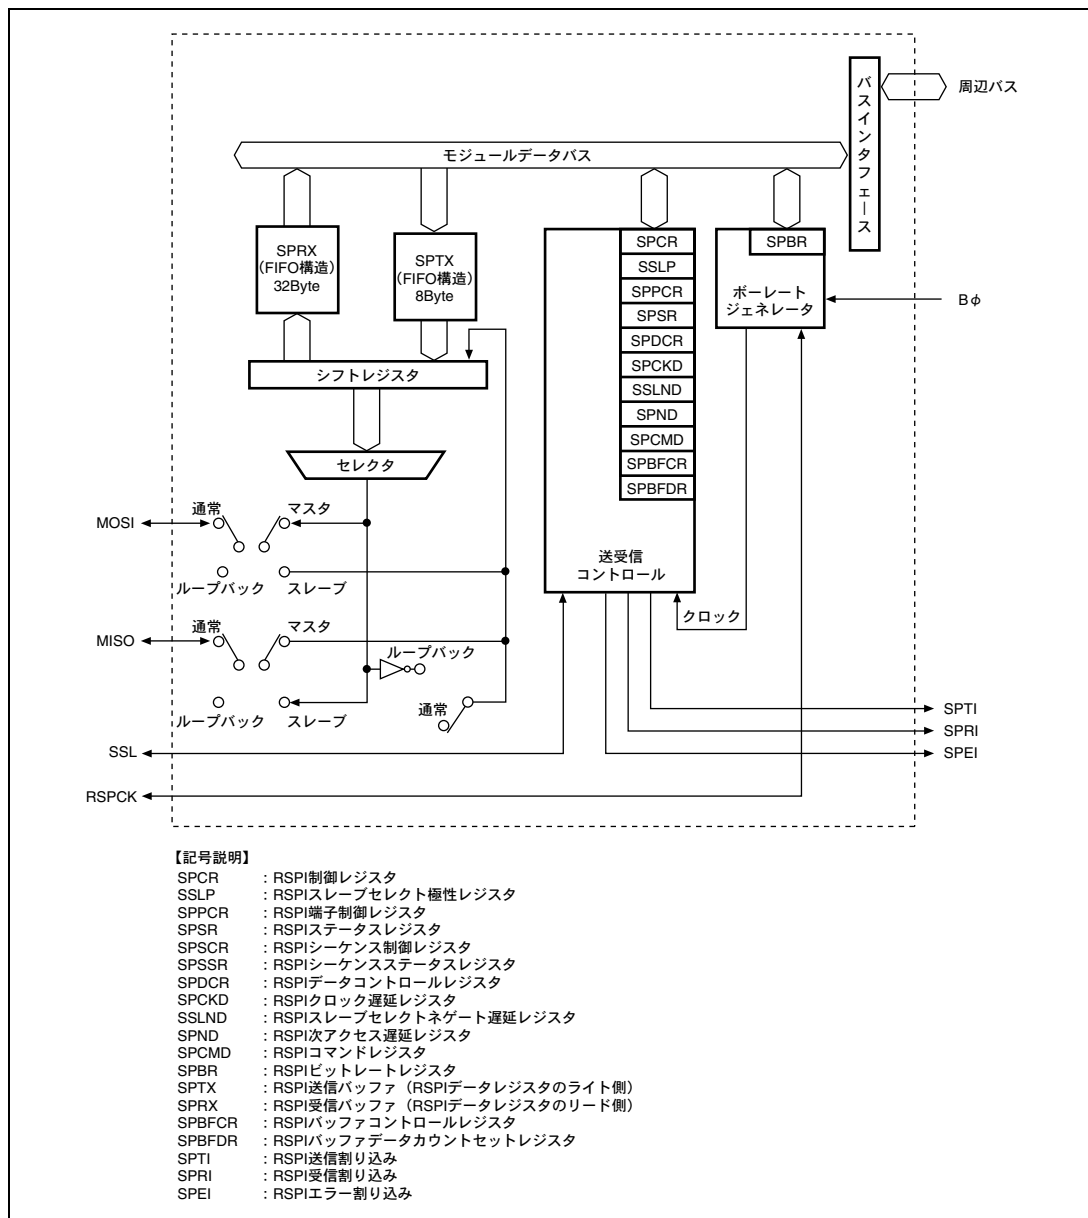 バスインタフェース
周辺バス
モジュールデータバス
SPRX
(FIFO構造)
32Byte
SPTX
(FIFO構造)
8Byte
SPCR
SSLP
SPPCR
SPSR
SPDCR
SPCKD
SSLND
SPND
SPCMD
SPBFCR
SPBFDR
送受信
コントロール
SPBR
ボーレート
ジェネレータ
Bφ
シフトレジスタ
セレクタ
クロック
MOSI
通常
マスタ
ループバック
スレーブ
MISO
通常
マスタ
ループバック
ループバック
スレーブ
通常
SSL
RSPCK
SPTI
SPRI
SPEI
【記号説明】
SPCR : RSPI制御レジスタ
SSLP : RSPIスレーブセレクト極性レジスタ
SPPCR : RSPI端子制御レジスタ
SPSR : RSPIステータスレジスタ
SPSCR : RSPIシーケンス制御レジスタ
SPSSR : RSPIシーケンスステータスレジスタ
SPDCR : RSPIデータコントロールレジスタ
SPCKD : RSPIクロック遅延レジスタ
SSLND : RSPIスレーブセレクトネゲート遅延レジスタ
SPND : RSPI次アクセス遅延レジスタ
SPCMD : RSPIコマンドレジスタ
SPBR : RSPIビットレートレジスタ
SPTX : RSPI送信バッファ（RSPIデータレジスタのライト側）
SPRX : RSPI受信バッファ（RSPIデータレジスタのリード側）
SPBFCR : RSPIバッファコントロールレジスタ
SPBFDR : RSPIバッファデータカウントセットレジスタ
SPTI : RSPI送信割り込み
SPRI : RSPI受信割り込み
SPEI : RSPIエラー割り込み